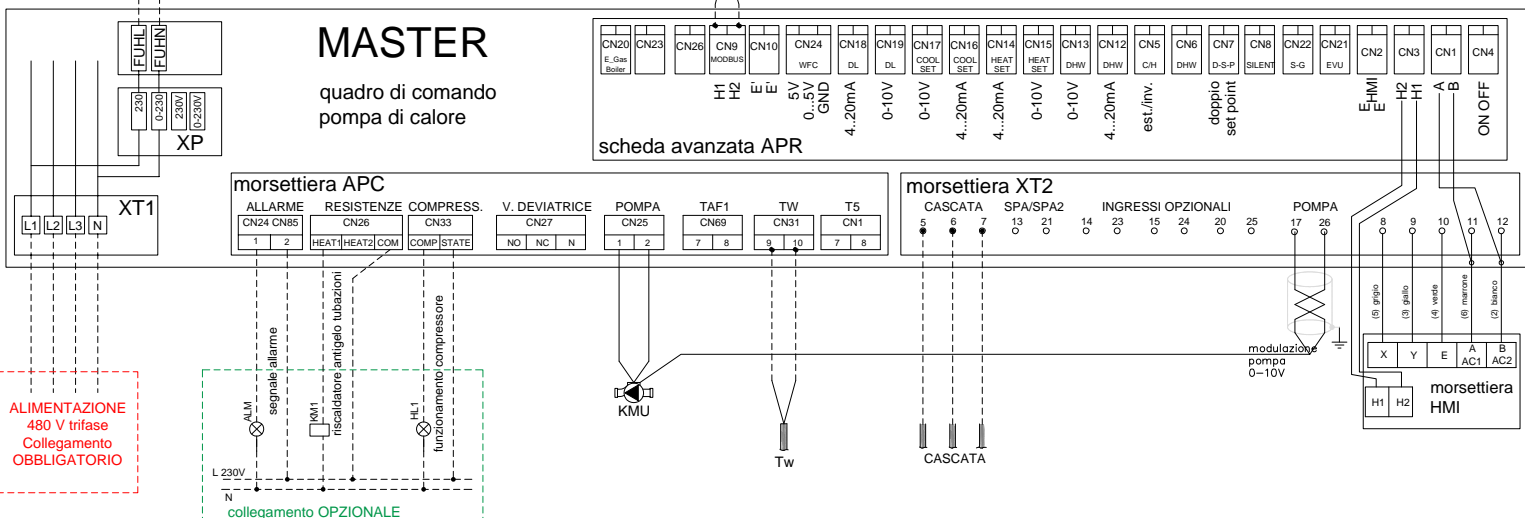 FUHL
FUHN
MASTER
quadro di comando
pompa di calore
230
0-230
230V
0-230V
XP
CN20
E_Gas
Boiler
CN23
CN26
CN9
MODBUS
CN10
CN24
WFC
CN18
DL
CN19
DL
CN17
COOL
SET
CN16
COOL
SET
CN14
HEAT
SET
CN15
HEAT
SET
CN13
DHW
CN12
DHW
CN5
C/H
CN6
DHW
CN7
D-S-P
CN8
SILENT
CN22
S-G
CN21
EVU
CN2
CN3
CN1
CN4
H1
H2
E'
E'
5V
0...5V
GND
4...20mA
0-10V
0-10V
4...20mA
4...20mA
0-10V
0-10V
4...20mA
est./inv.
doppio
set point
E HMI
E
H2
H1
A
B
ON OFF
scheda avanzata APR
XT1
L1 L2 L3 N
morsettiera APC
ALLARME RESISTENZE COMPRESS. V. DEVIATRICE POMPA TAF1 TW T5
CN24 CN85 CN26 CN33 CN27 CN25 CN69 CN31 CN1
1 2 HEAT1 HEAT2 COM COMP STATE NO NC N 1 2 7 8 9 10 7 8
morsettiera XT2
CASCATA SPA/SPA2 INGRESSI OPZIONALI POMPA
5 6 7 13 21 14 23 15 24 20 25 17 26 8 9 10 11 12
(5) grigio
(3) giallo
(4) verde
(6) marrone
(2) bianco
segnale allarme
riscaldatore antigelo tubazioni
funzionamento compressore
ALM
KM1
HL1
modulazione
pompa
0-10V
X Y E A B
AC1 AC2
H1 H2
morsettiera
HMI
KMU
Tw
CASCATA
ALIMENTAZIONE
480 V trifase
Collegamento
OBBLIGATORIO
L 230V
N
collegamento OPZIONALE